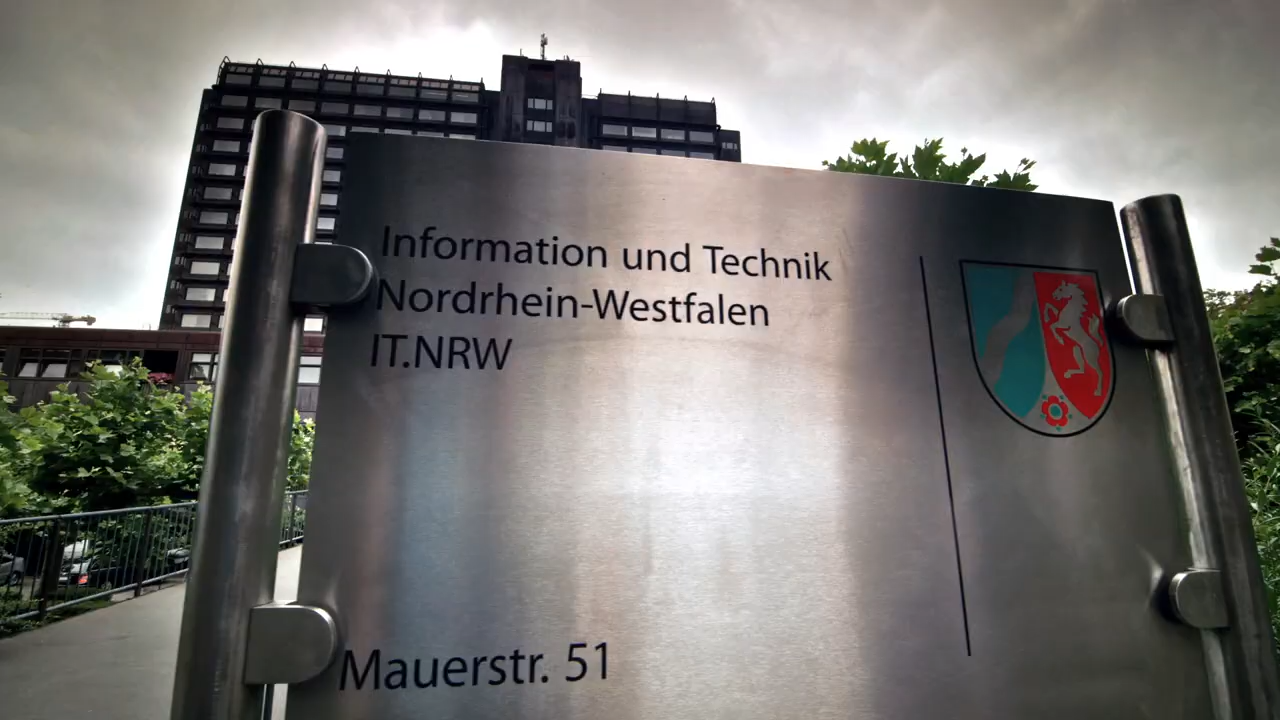 Information und Technik
Nordrhein-Westfalen
IT.NRW
Mauerstr. 51